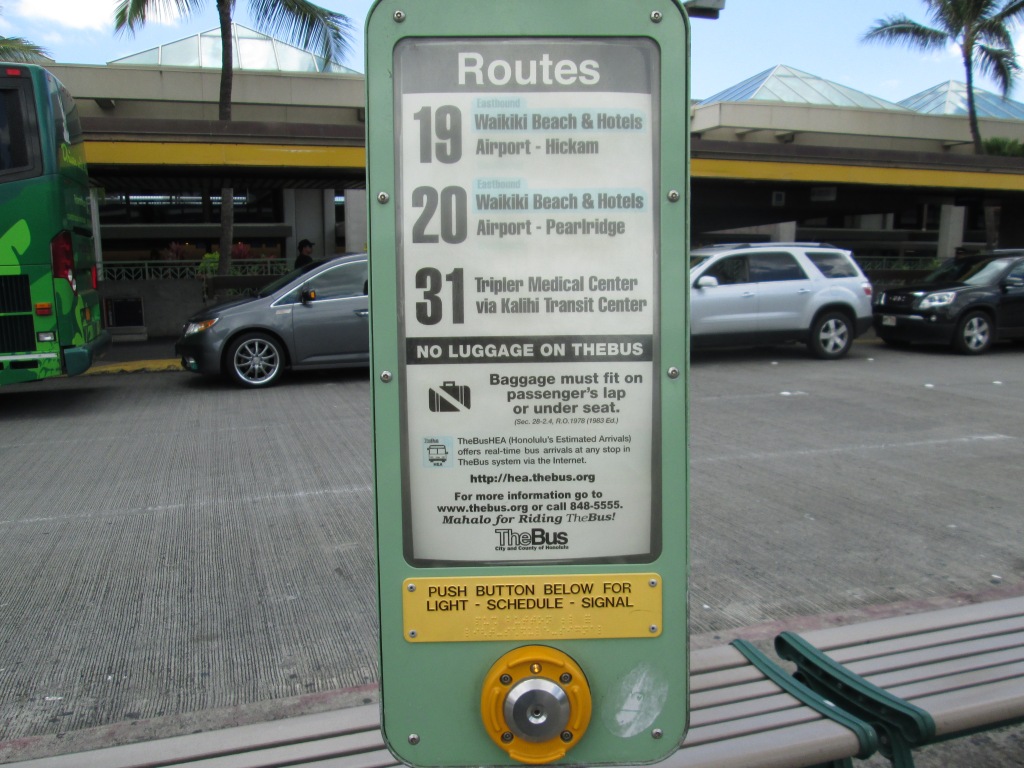 Routes
19
Eastbound
Waikiki Beach & Hotels
Airport - Hickam
20
Eastbound
Waikiki Beach & Hotels
Airport - Pearlridge
31
Tripler Medical Center
via Kalihi Transit Center
NO LUGGAGE ON THEBUS
Baggage must fit on
passenger's lap
or under seat.
(Sec. 28-2.4, R.O.1978 (1983 Ed.)
TheBusHEA (Honolulu's Estimated Arrivals)
offers real-time bus arrivals at any stop in
TheBus system via the Internet.
http://hea.thebus.org
For more information go to
www.thebus.org or call 848-5555.
Mahalo for Riding TheBus!
TheBus
City and County of Honolulu
PUSH BUTTON BELOW FOR
LIGHT - SCHEDULE - SIGNAL